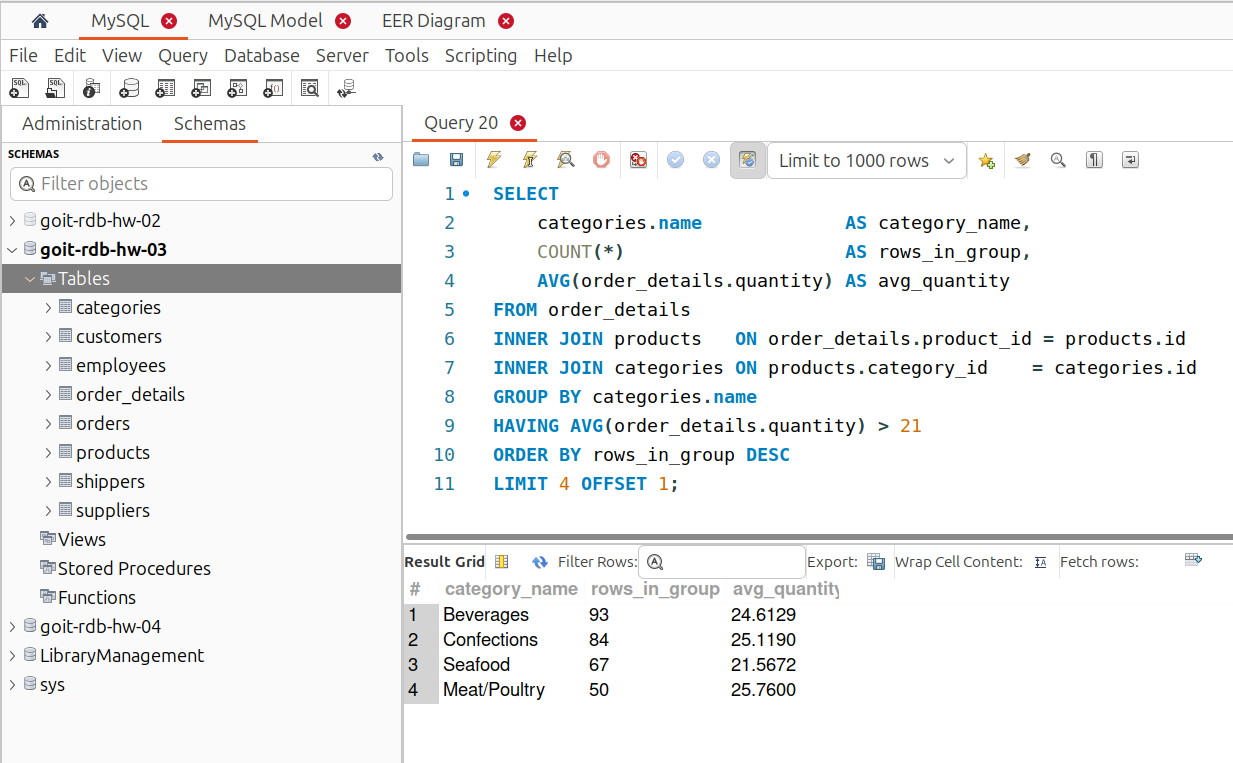 MySQL MySQL Model EER Diagram
File Edit View Query Database Server Tools Scripting Help
Administration Schemas
SCHEMAS
Filter objects
goit-rdb-hw-02
goit-rdb-hw-03
Tables
categories
customers
employees
order_details
orders
products
shippers
suppliers
Views
Stored Procedures
Functions
goit-rdb-hw-04
LibraryManagement
sys
Query 20
Limit to 1000 rows
1 SELECT
2 categories.name AS category_name,
3 COUNT(*) AS rows_in_group,
4 AVG(order_details.quantity) AS avg_quantity
5 FROM order_details
6 INNER JOIN products ON order_details.product_id = products.id
7 INNER JOIN categories ON products.category_id = categories.id
8 GROUP BY categories.name
9 HAVING AVG(order_details.quantity) > 21
10 ORDER BY rows_in_group DESC
11 LIMIT 4 OFFSET 1;
Result Grid Filter Rows: Export: Wrap Cell Content: Fetch rows:
# category_name rows_in_group avg_quantity
1 Beverages 93 24.6129
2 Confections 84 25.1190
3 Seafood 67 21.5672
4 Meat/Poultry 50 25.7600